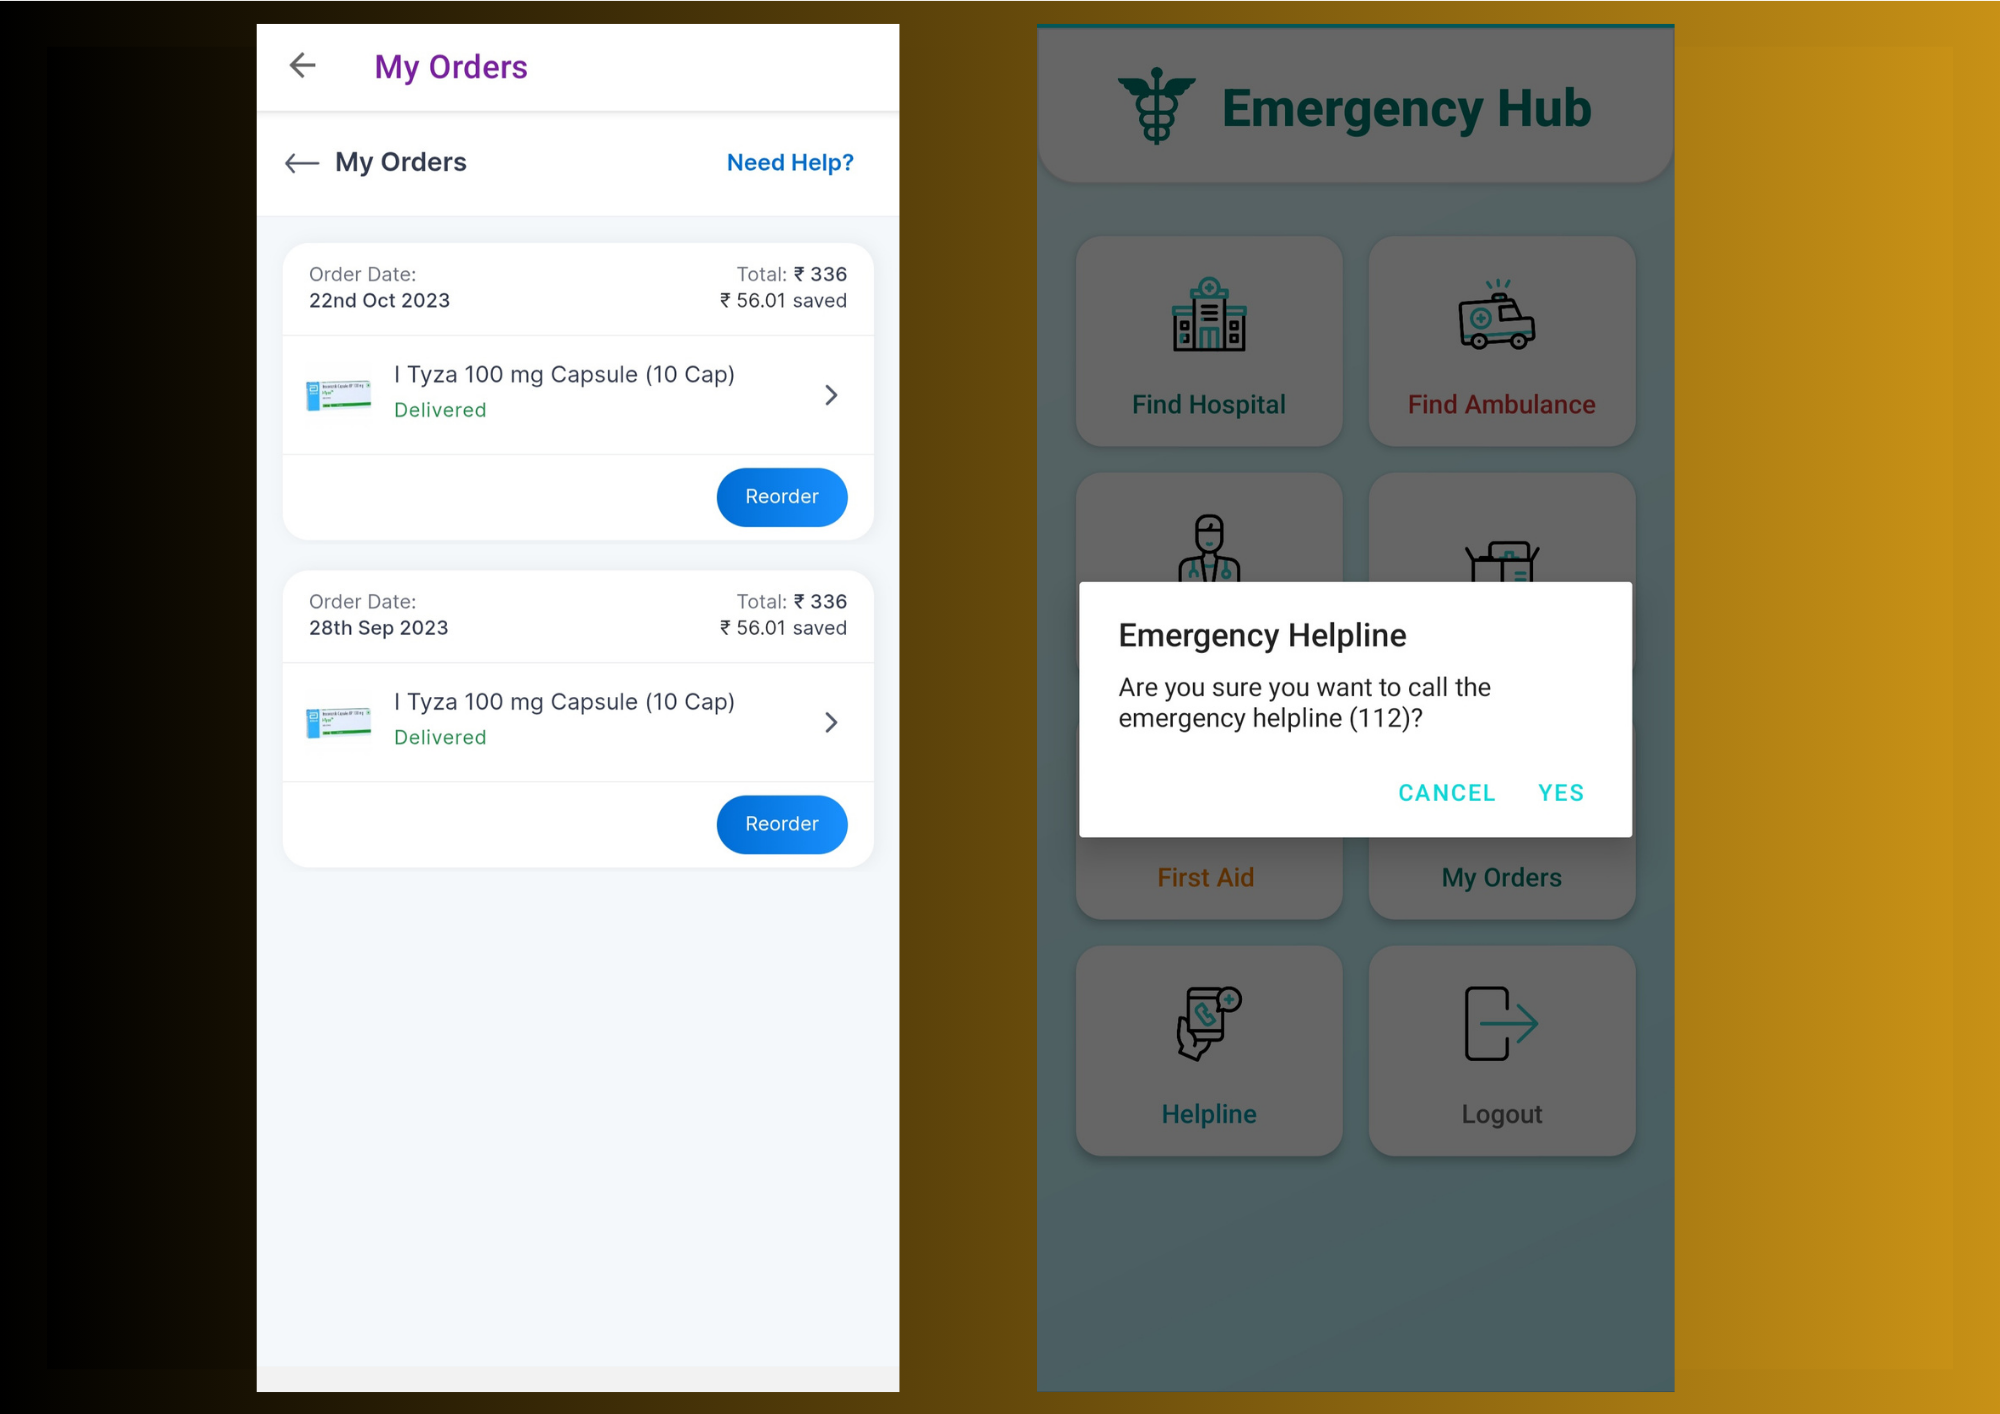 My Orders
My Orders
Need Help?
Order Date:
Total: ₹ 336
22nd Oct 2023
₹ 56.01 saved
I Tyza 100 mg Capsule (10 Cap)
Delivered
Reorder
Order Date:
Total: ₹ 336
28th Sep 2023
₹ 56.01 saved
I Tyza 100 mg Capsule (10 Cap)
Delivered
Reorder
Emergency Hub
Find Hospital
Find Ambulance
Emergency Helpline
Are you sure you want to call the
emergency helpline (112)?
CANCEL
YES
First Aid
My Orders
Helpline
Logout